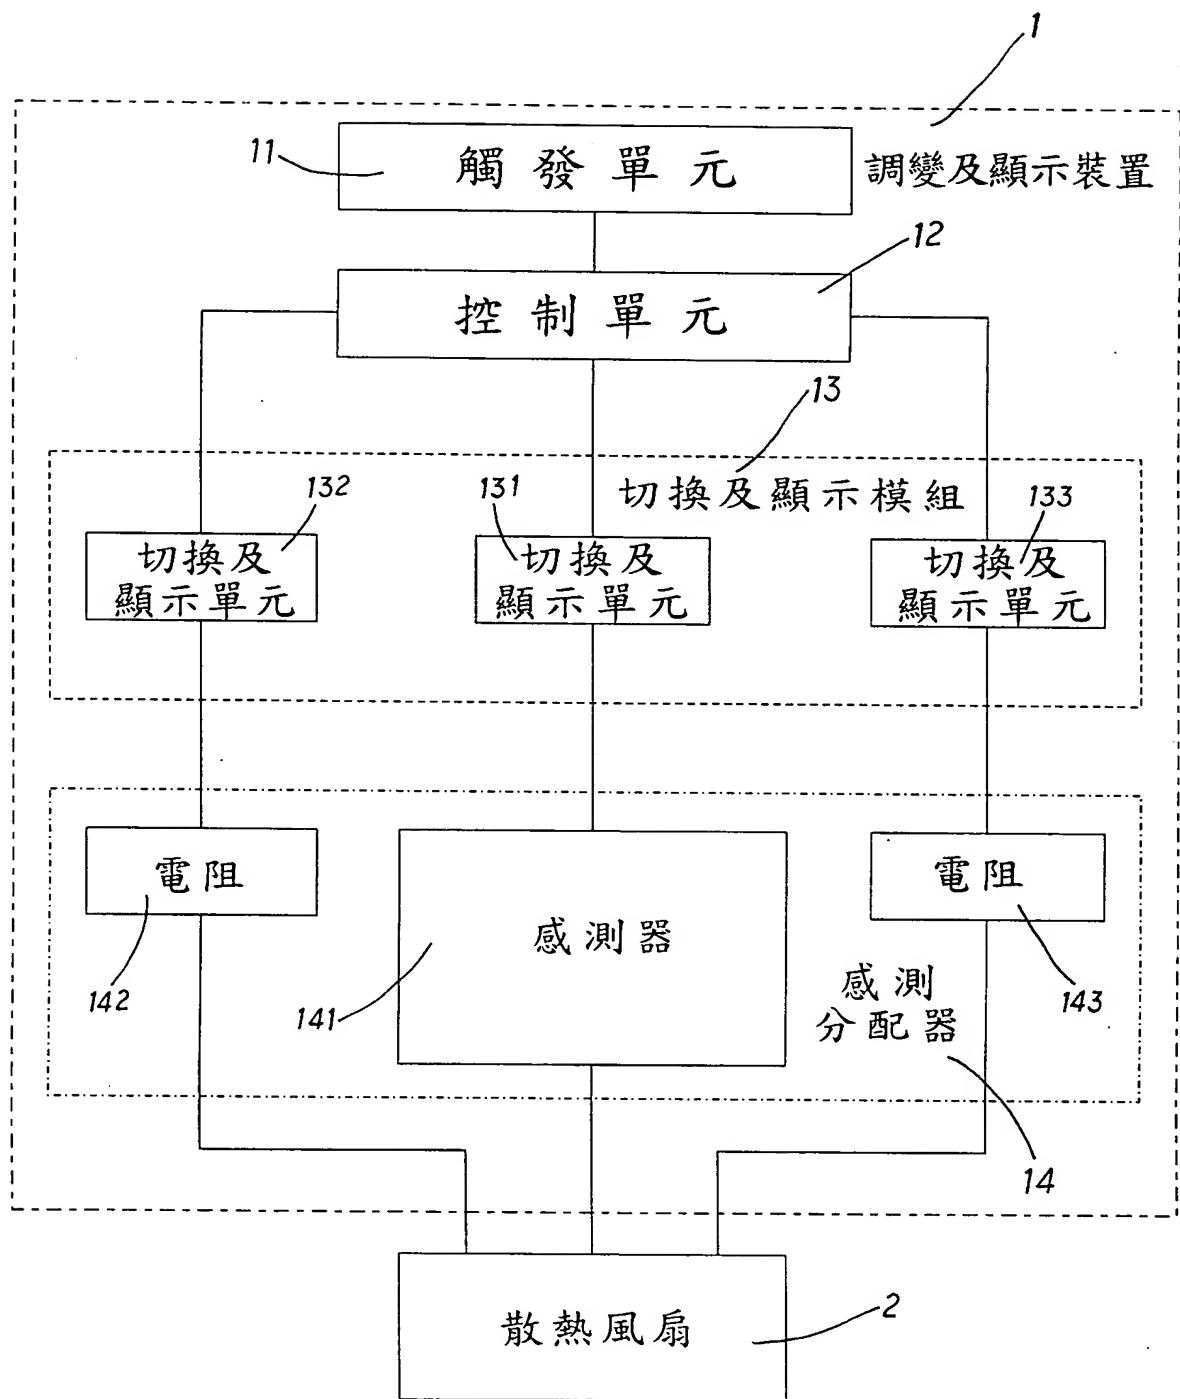 1
11
觸發單元
調變及顯示裝置
12
控制單元
13
切換及顯示模組
132
切換及
顯示單元
131
切換及
顯示單元
133
切換及
顯示單元
電阻
142
感測器
141
電阻
143
感測
分配器
14
散熱風扇
2